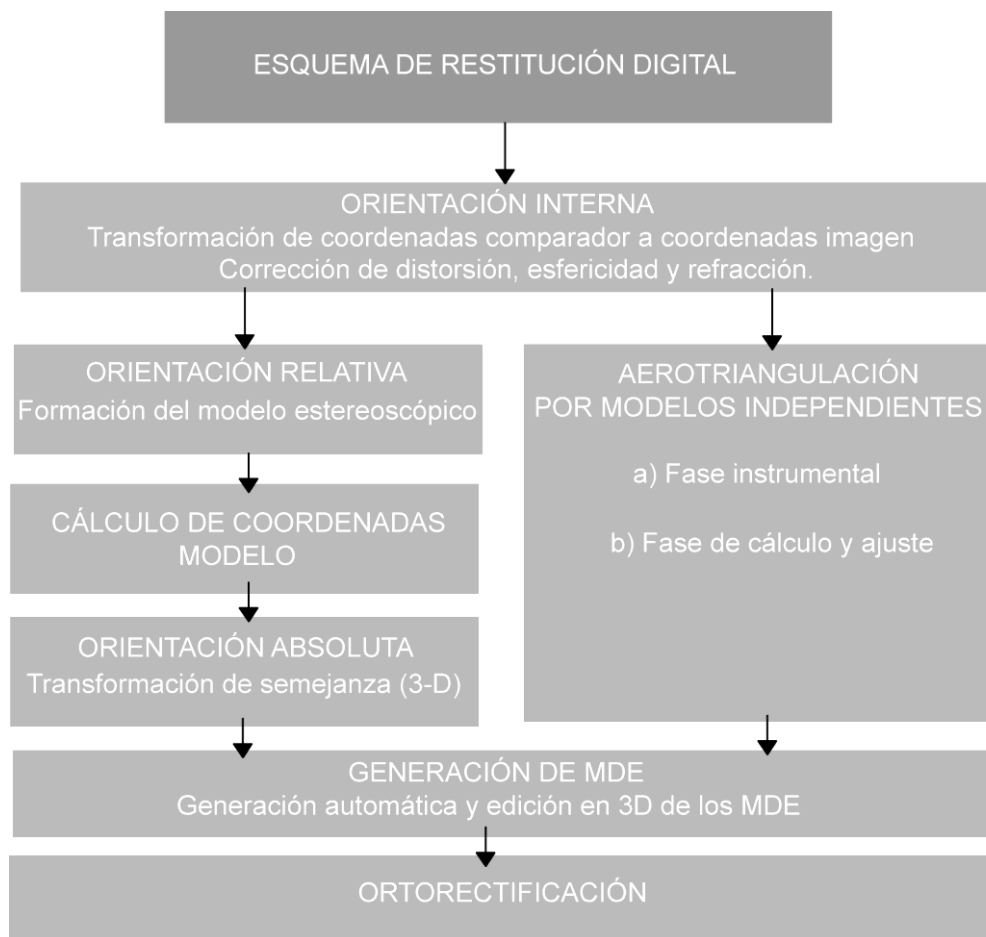 ESQUEMA DE RESTITUCIÓN DIGITAL
ORIENTACIÓN INTERNA
Transformación de coordenadas comparador a coordenadas imagen
Corrección de distorsión, esfericidad y refracción.
ORIENTACIÓN RELATIVA
Formación del modelo estereoscópico
CÁLCULO DE COORDENADAS
MODELO
ORIENTACIÓN ABSOLUTA
Transformación de semejanza (3-D)
AEROTRIANGULACIÓN
POR MODELOS INDEPENDIENTES
a) Fase instrumental
b) Fase de cálculo y ajuste
GENERACIÓN DE MDE
Generación automática y edición en 3D de los MDE
ORTORECTIFICACIÓN